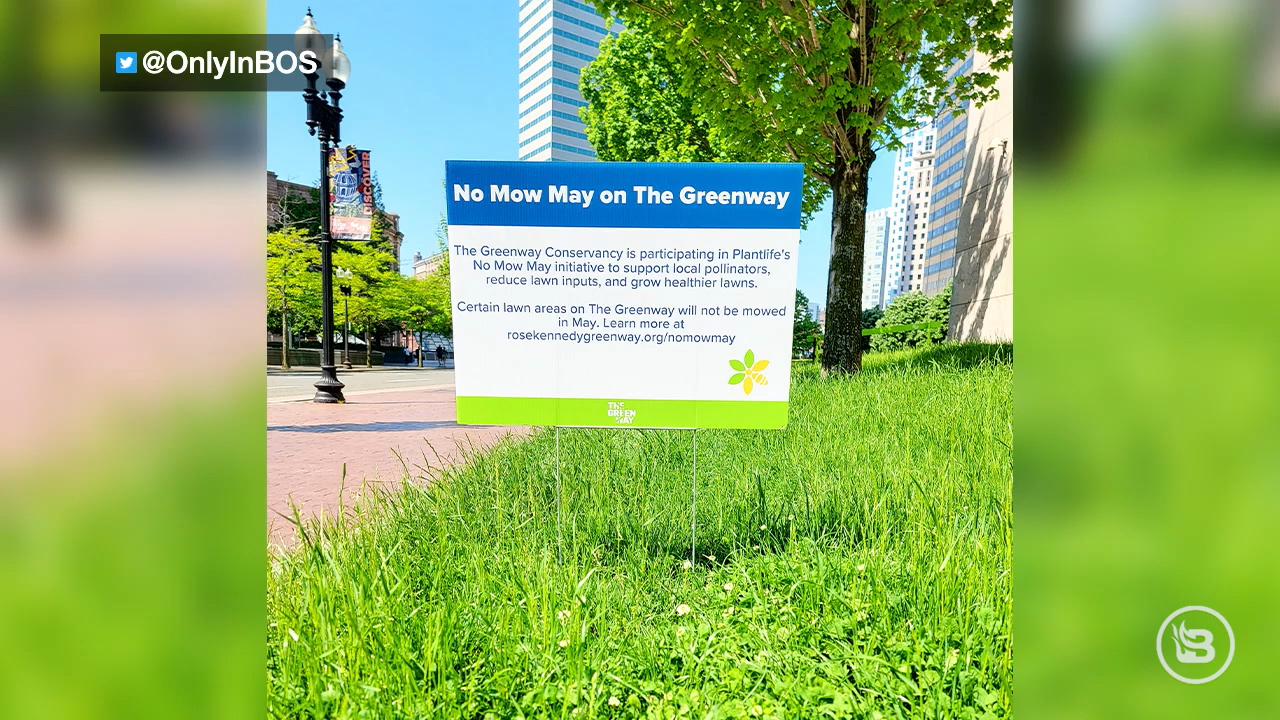 @OnlyInBOS
DISCOVER
No Mow May on The Greenway
The Greenway Conservancy is participating in Plantlife's
No Mow May initiative to support local pollinators,
reduce lawn inputs, and grow healthier lawns.
Certain lawn areas on The Greenway will not be mowed
in May. Learn more at
rosekennedygreenway.org/nomowmay
THE
GREEN
WAY
B